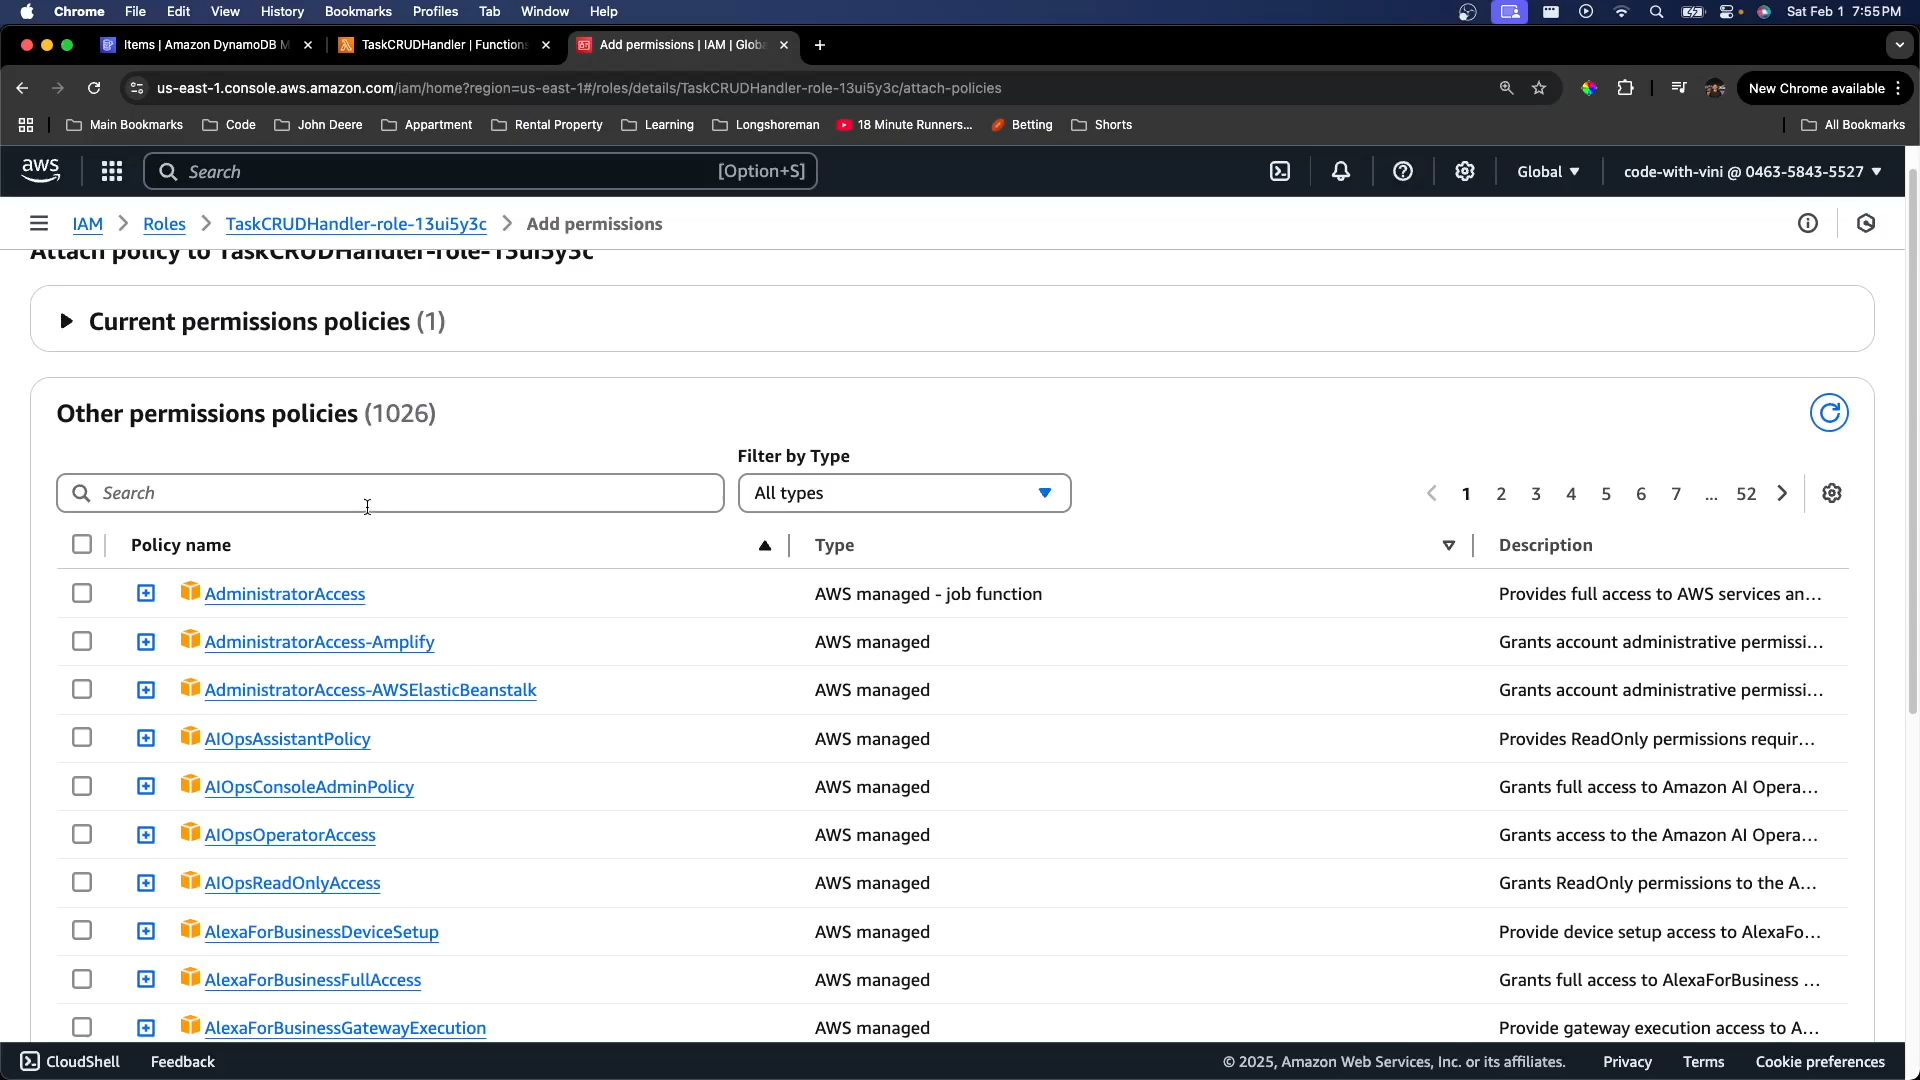 Chrome File Edit View History Bookmarks Profiles Tab Window Help Sat Feb 1 7:55 PM
Items | Amazon DynamoDB M TaskCRUDHandler | Functions Add permissions | IAM | Globa
us-east-1.console.aws.amazon.com/iam/home?region=us-east-1#/roles/details/TaskCRUDHandler-role-13ui5y3c/attach-policies New Chrome available
Main Bookmarks Code John Deere Appartment Rental Property Learning Longshoreman 18 Minute Runners... Betting Shorts All Bookmarks
aws Search [Option+S] Global code-with-vini @ 0463-5843-5527
IAM Roles TaskCRUDHandler-role-13ui5y3c Add permissions
Attach policy to TaskCRUDHandler-role-13ui5y3c
Current permissions policies (1)
Other permissions policies (1026)
Filter by Type
Search All types 1 2 3 4 5 6 7 ... 52
Policy name Type Description
AdministratorAccess AWS managed - job function Provides full access to AWS services an...
AdministratorAccess-Amplify AWS managed Grants account administrative permissi...
AdministratorAccess-AWSElasticBeanstalk AWS managed Grants account administrative permissi...
AIOpsAssistantPolicy AWS managed Provides ReadOnly permissions requir...
AIOpsConsoleAdminPolicy AWS managed Grants full access to Amazon AI Opera...
AIOpsOperatorAccess AWS managed Grants access to the Amazon AI Opera...
AIOpsReadOnlyAccess AWS managed Grants ReadOnly permissions to the A...
AlexaForBusinessDeviceSetup AWS managed Provide device setup access to AlexaFo...
AlexaForBusinessFullAccess AWS managed Grants full access to AlexaForBusiness ...
AlexaForBusinessGatewayExecution AWS managed Provide gateway execution access to A...
CloudShell Feedback © 2025, Amazon Web Services, Inc. or its affiliates. Privacy Terms Cookie preferences